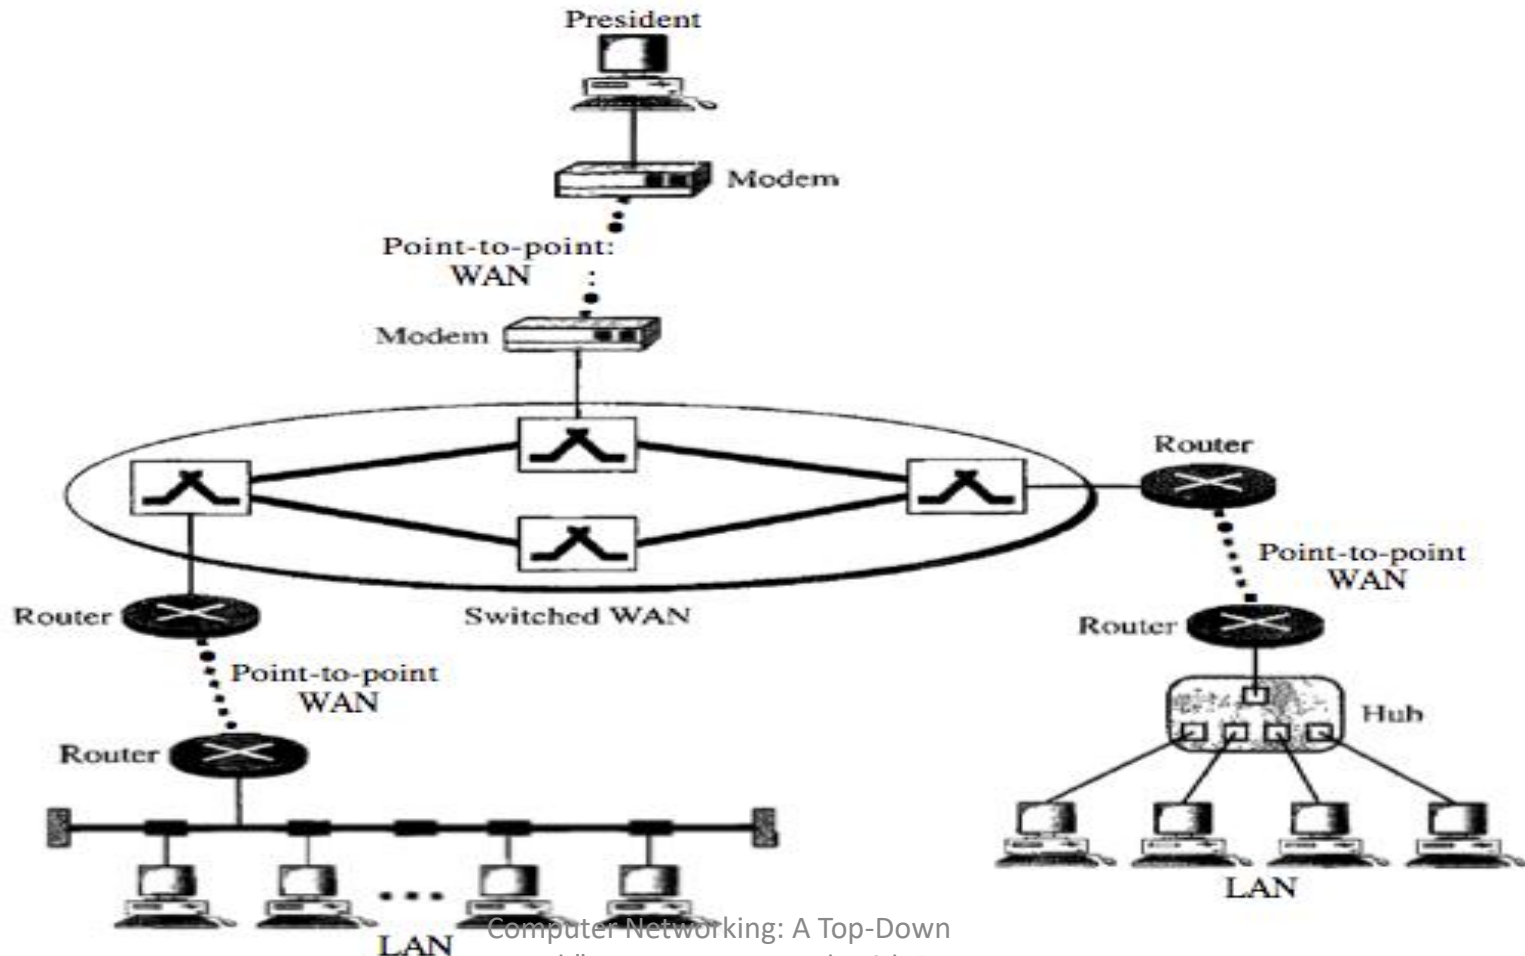 President
Modem
Point-to-point:
WAN
Modem
Router
Point-to-point
WAN
Router
Switched WAN
Router
Point-to-point
WAN
Router
Hub
LAN
LAN
Computer Networking: A Top-Down